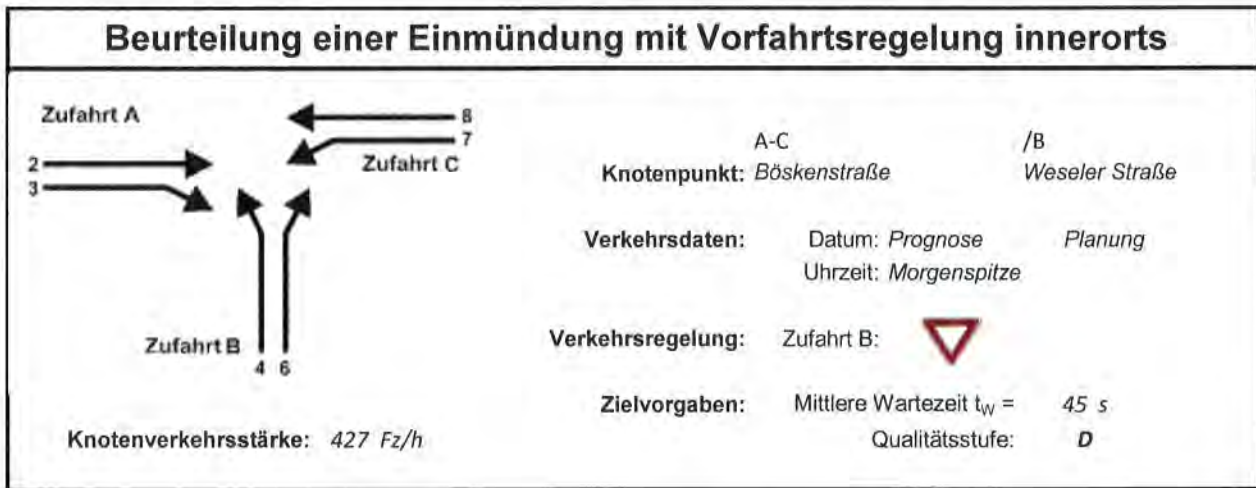 Beurteilung einer Einmündung mit Vorfahrtsregelung innerorts
Zufahrt A
8
7
Zufahrt C
2
3
Zufahrt B
4 6
Knotenverkehrsstärke: 427 Fz/h
A-C /B
Knotenpunkt: Böskenstraße Weseler Straße
Verkehrsdaten: Datum: Prognose Planung
Uhrzeit: Morgenspitze
Verkehrsregelung: Zufahrt B:
Zielvorgaben: Mittlere Wartezeit tW = 45 s
Qualitätsstufe: D